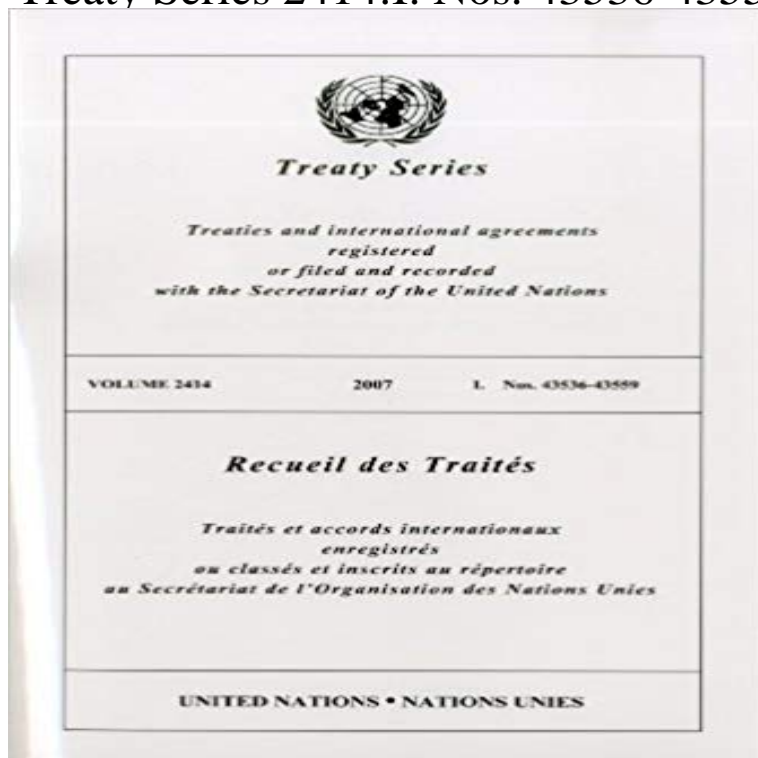 Treaty Series 2414:I. Nos. 43536-4355
Treaty Series
Treaties and international agreements
registered
or filed and recorded
with the Secretariat of the United Nations
VOLUME 2414 2007 I. Nos. 43536-43559
Recueil des Traités
Traités et accords internationaux
enregistrés
ou classés et inscrits au répertoire
au Secrétariat de l'Organisation des Nations Unies
UNITED NATIONS • NATIONS UNIES